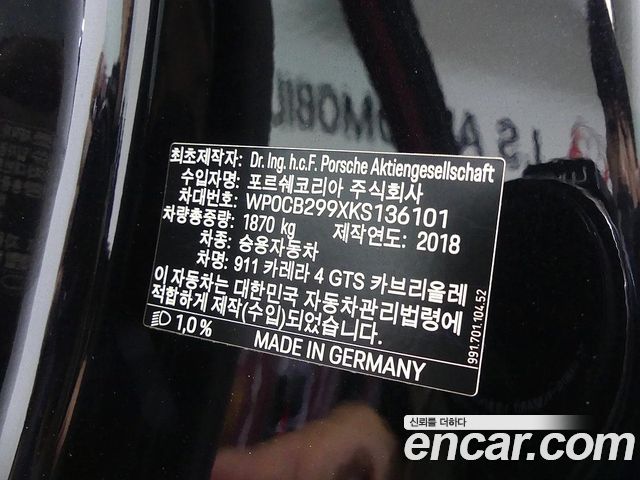 최초제작자: Dr. Ing. h.c.F. Porsche Aktiengesellschaft
수입자명: 포르쉐코리아 주식회사
차대번호: WP0CB299XKS136101
차량총중량: 1870 kg 제작연도: 2018
차종: 승용자동차
차명: 911 카레라 4 GTS 카브리올레
이 자동차는 대한민국 자동차관리법령에
적합하게 제작(수입)되었습니다.
1,0%
MADE IN GERMANY
991.701.104.52
신뢰를 더하다
encar.com